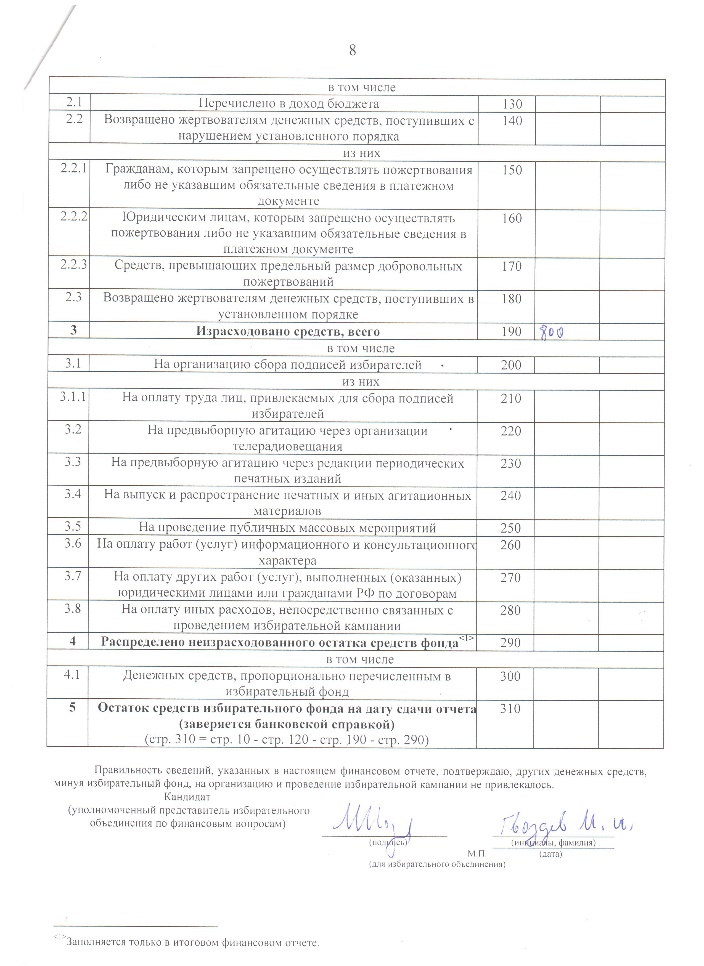 8
в том числе
2.1 Перечислено в доход бюджета 130
2.2 Возвращено жертвователям денежных средств, поступивших с 140
нарушением установленного порядка
из них
2.2.1 Гражданам, которым запрещено осуществлять пожертвования 150
либо не указавшим обязательные сведения в платежном
документе
2.2.2 Юридическим лицам, которым запрещено осуществлять 160
пожертвования либо не указавшим обязательные сведения в
платежном документе
2.2.3 Средств, превышающих предельный размер добровольных 170
пожертвований
2.3 Возвращено жертвователям денежных средств, поступивших в 180
установленном порядке
3 Израсходовано средств, всего 190 800
в том числе
3.1 На организацию сбора подписей избирателей 200
из них
3.1.1 На оплату труда лиц, привлекаемых для сбора подписей 210
избирателей
3.2 На предвыборную агитацию через организации 220
телерадиовещания
3.3 На предвыборную агитацию через редакции периодических 230
печатных изданий
3.4 На выпуск и распространение печатных и иных агитационных 240
материалов
3.5 На проведение публичных массовых мероприятий 250
3.6 На оплату работ (услуг) информационного и консультационного 260
характера
3.7 На оплату других работ (услуг), выполненных (оказанных) 270
юридическими лицами или гражданами РФ по договорам
3.8 На оплату иных расходов, непосредственно связанных с 280
проведением избирательной кампании
4 Распределено неизрасходованного остатка средств фонда<1> 290
в том числе
4.1 Денежных средств, пропорционально перечисленным в 300
избирательный фонд
5 Остаток средств избирательного фонда на дату сдачи отчета 310
(заверяется банковской справкой)
(стр. 310 = стр. 10 - стр. 120 - стр. 190 - стр. 290)
Правильность сведений, указанных в настоящем финансовом отчете, подтверждаю, других денежных средств,
минуя избирательный фонд, на организацию и проведение избирательной кампании не привлекалось.
Кандидат
(уполномоченный представитель избирательного
объединения по финансовым вопросам)
Гвоздев И. И.
(подпись) (инициалы, фамилия)
М.П (дата)
(для избирательного объединения)
Заполняется только в итоговом финансовом отчете.